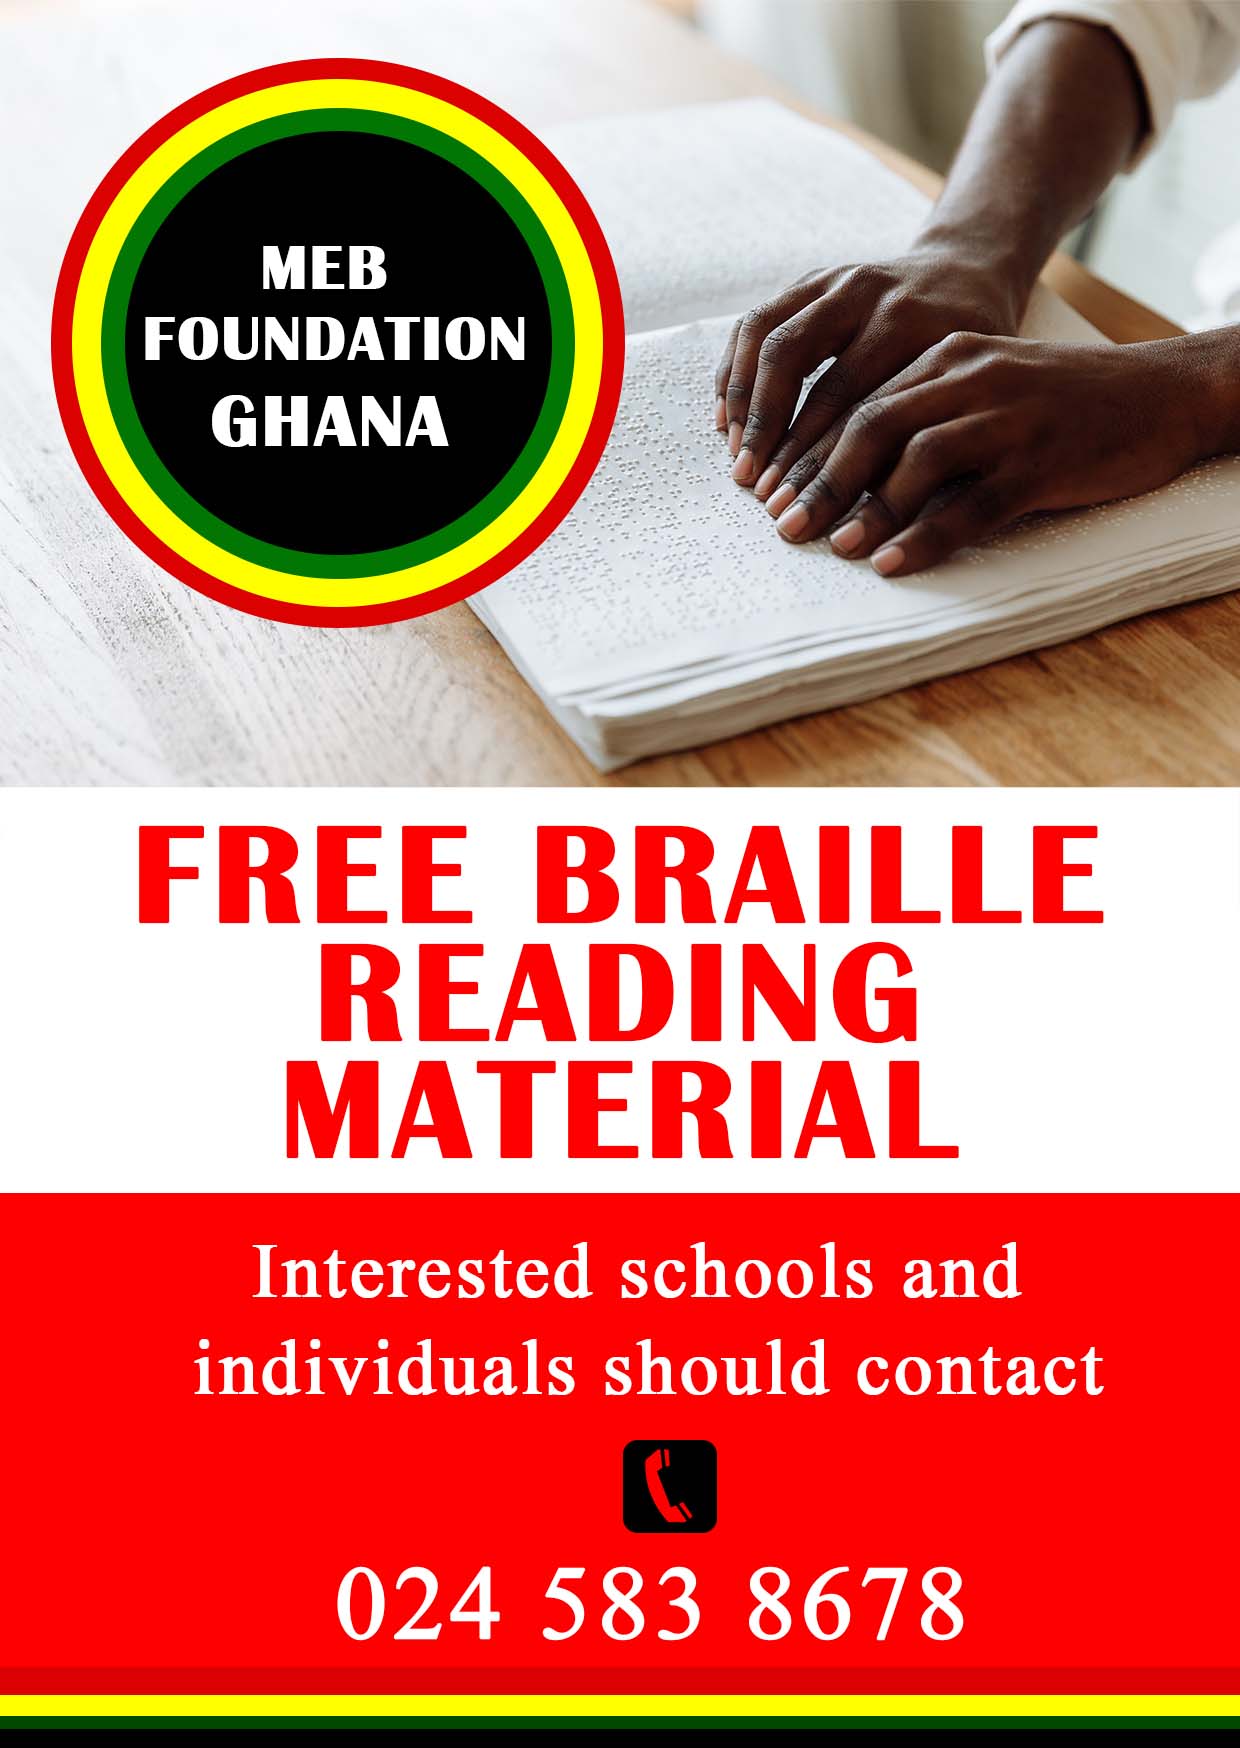 MEB
FOUNDATION
GHANA
FREE BRAILLE
READING
MATERIAL
Interested schools and
individuals should contact
024 583 8678